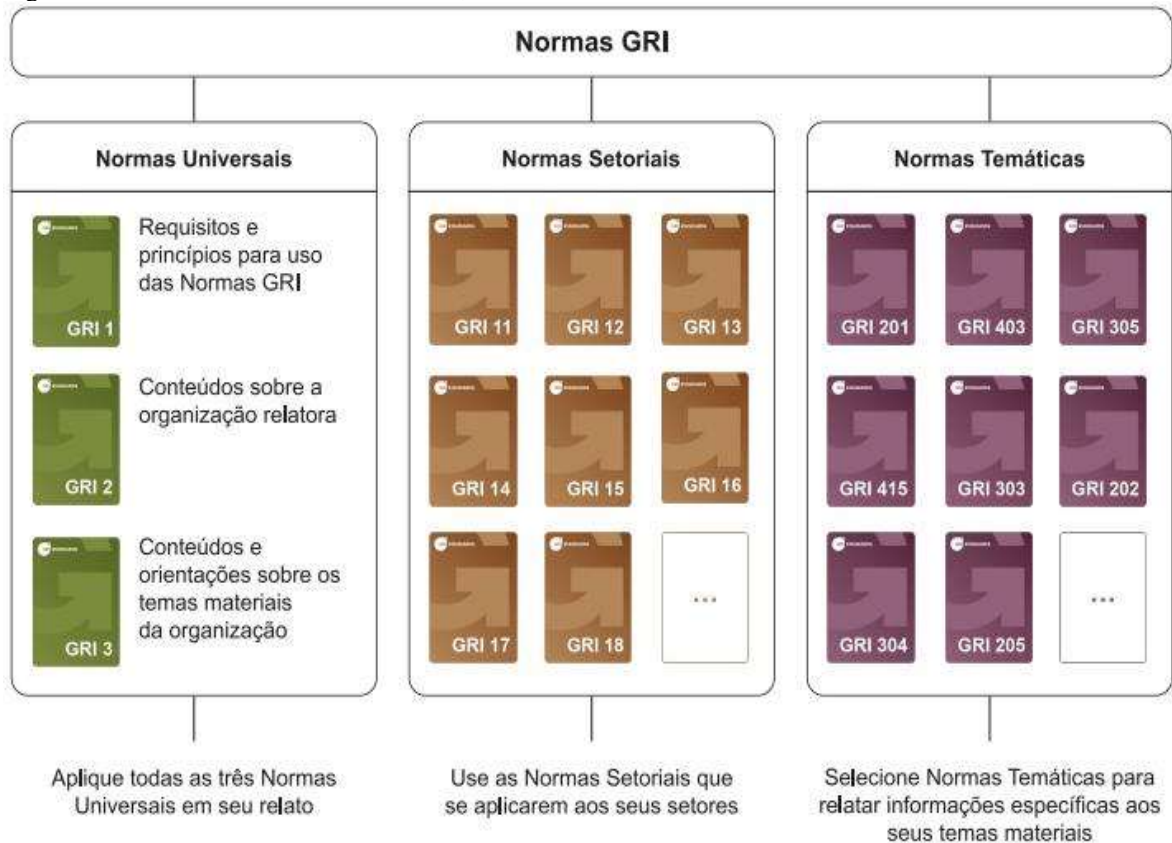 Normas GRI
Normas Universais
GRI 1
Requisitos e
princípios para uso
das Normas GRI
GRI 2
Conteúdos sobre a
organização relatora
GRI 3
Conteúdos e
orientações sobre os
temas materiais
da organização
Aplique todas as três Normas
Universais em seu relato
Normas Setoriais
GRI 11
GRI 12
GRI 13
GRI 14
GRI 15
GRI 16
GRI 17
GRI 18
...
Use as Normas Setoriais que
se aplicarem aos seus setores
Normas Temáticas
GRI 201
GRI 403
GRI 305
GRI 415
GRI 303
GRI 202
GRI 304
GRI 205
...
Selecione Normas Temáticas para
relatar informações específicas aos
seus temas materiais